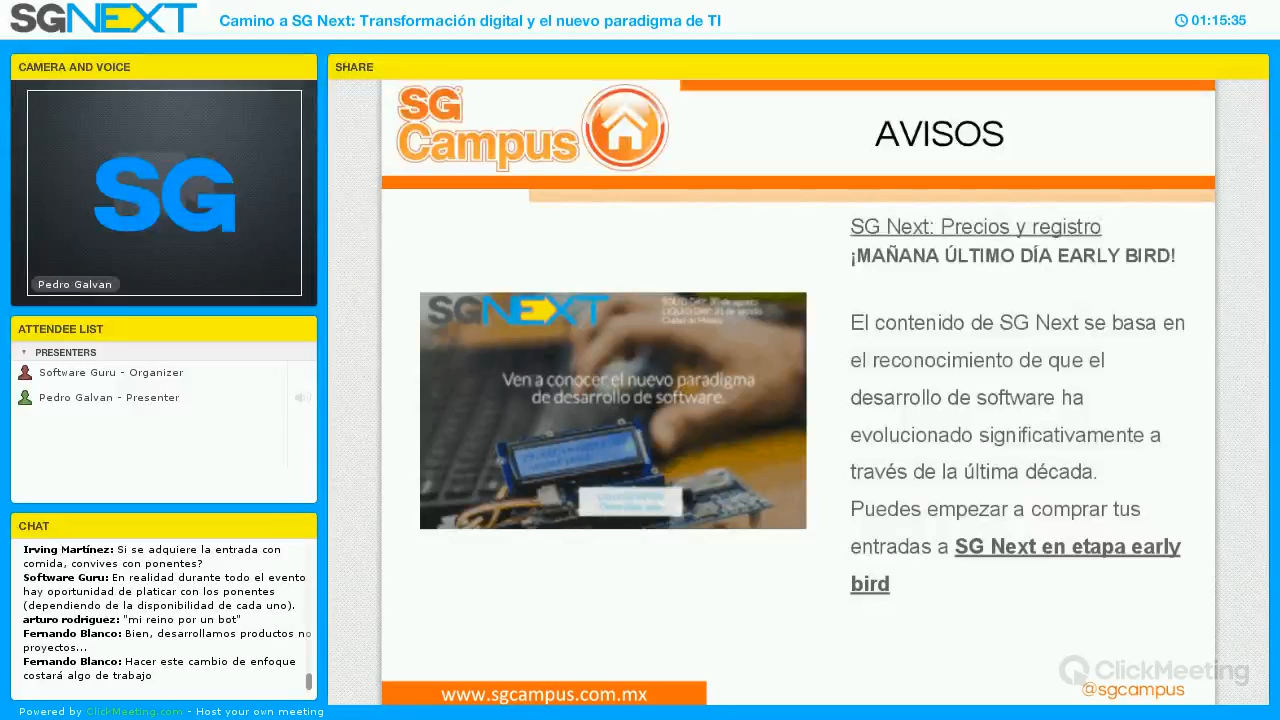 SGNEXT
Camino a SG Next: Transformación digital y el nuevo paradigma de TI
01:15:35
CAMERA AND VOICE
SG
Pedro Galvan
ATTENDEE LIST
PRESENTERS
Software Guru - Organizer
Pedro Galvan - Presenter
CHAT
Irving Martínez: Si se adquiere la entrada con
comida, convives con ponentes?
Software Guru: En realidad durante todo el evento
hay oportunidad de platicar con los ponentes
(dependiendo de la disponibilidad de cada uno).
arturo rodriguez: "mi reino por un bot"
Fernando Blanco: Bien, desarrollamos productos no
proyectos...
Fernando Blanco: Hacer este cambio de enfoque
costará algo de trabajo
Powered by ClickMeeting.com - Host your own meeting
SHARE
SG
Campus
AVISOS
SGNEXT
Ciudad de México
Ven a conocer el nuevo paradigma
de desarrollo de software.
SG Next: Precios y registro
¡MAÑANA ÚLTIMO DÍA EARLY BIRD!
El contenido de SG Next se basa en
el reconocimiento de que el
desarrollo de software ha
evolucionado significativamente a
través de la última década.
Puedes empezar a comprar tus
entradas a SG Next en etapa early
bird
www.sgcampus.com.mx
ClickMeeting
@sgcampus